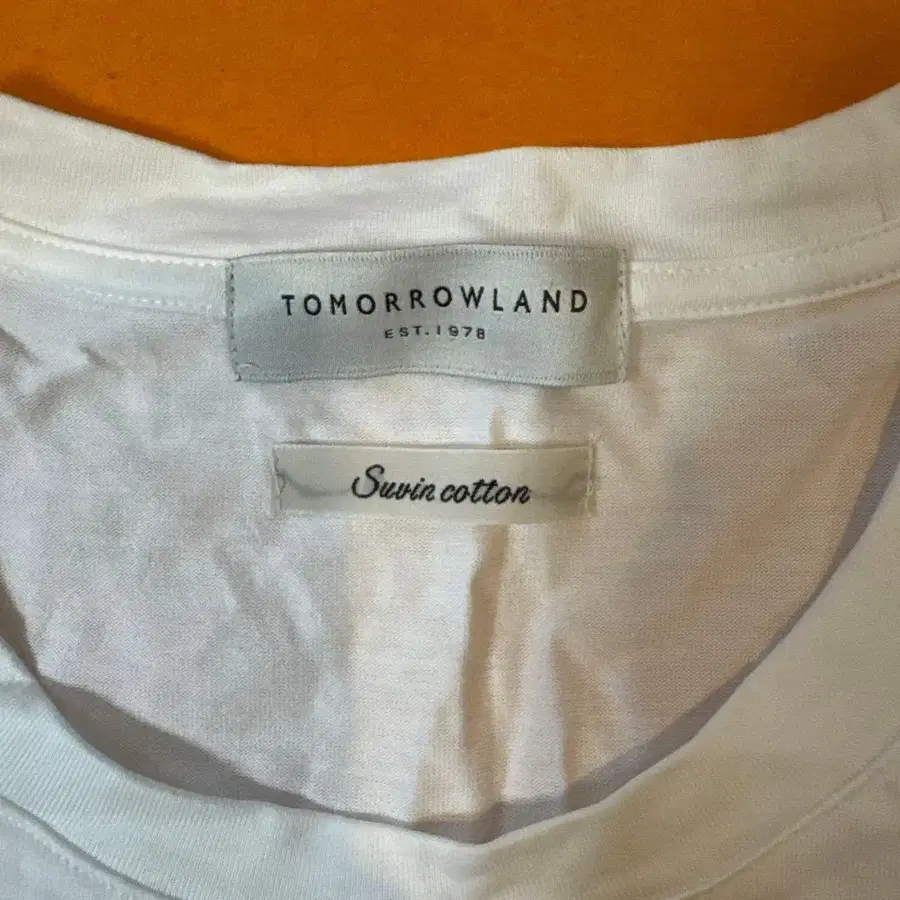 TOMORROWLAND
EST. 1978
Suvin cotton